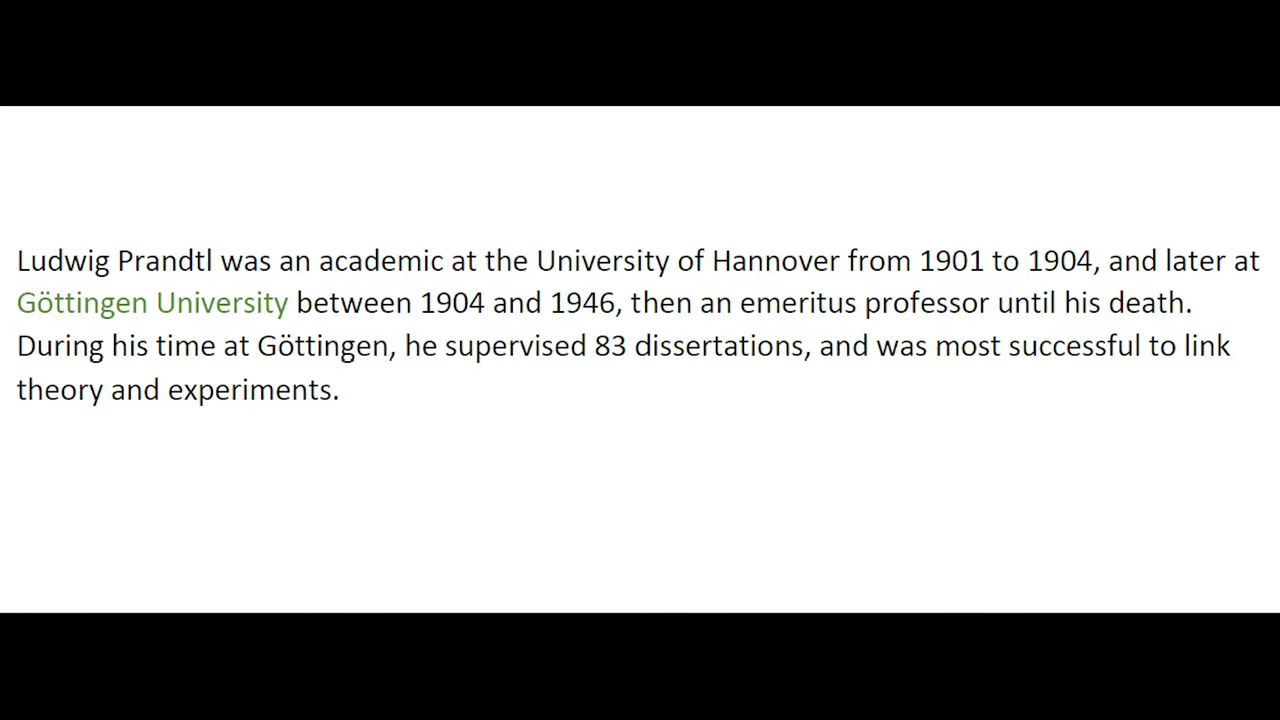 Ludwig Prandtl was an academic at the University of Hannover from 1901 to 1904, and later at
Göttingen University between 1904 and 1946, then an emeritus professor until his death.
During his time at Göttingen, he supervised 83 dissertations, and was most successful to link
theory and experiments.